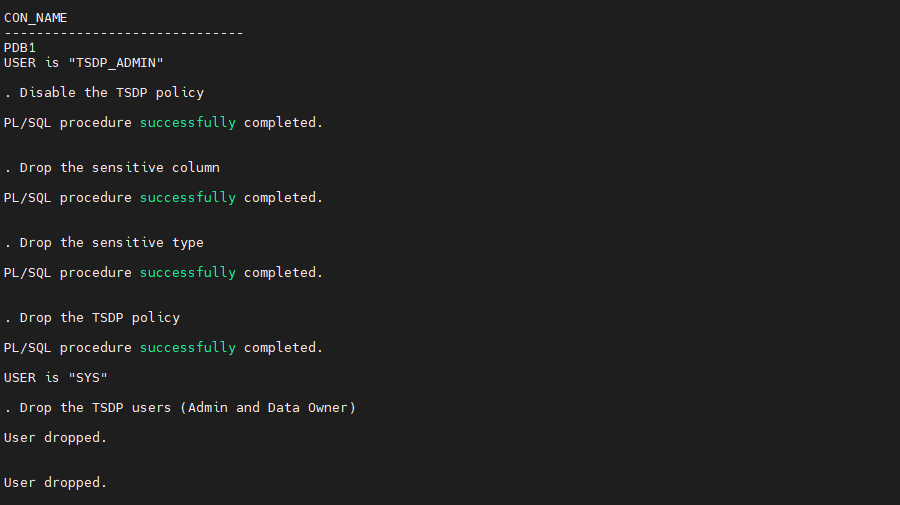 CON_NAME
------------------------------
PDB1
USER is "TSDP_ADMIN"
. Disable the TSDP policy
PL/SQL procedure successfully completed.
. Drop the sensitive column
PL/SQL procedure successfully completed.
. Drop the sensitive type
PL/SQL procedure successfully completed.
. Drop the TSDP policy
PL/SQL procedure successfully completed.
USER is "SYS"
. Drop the TSDP users (Admin and Data Owner)
User dropped.
User dropped.